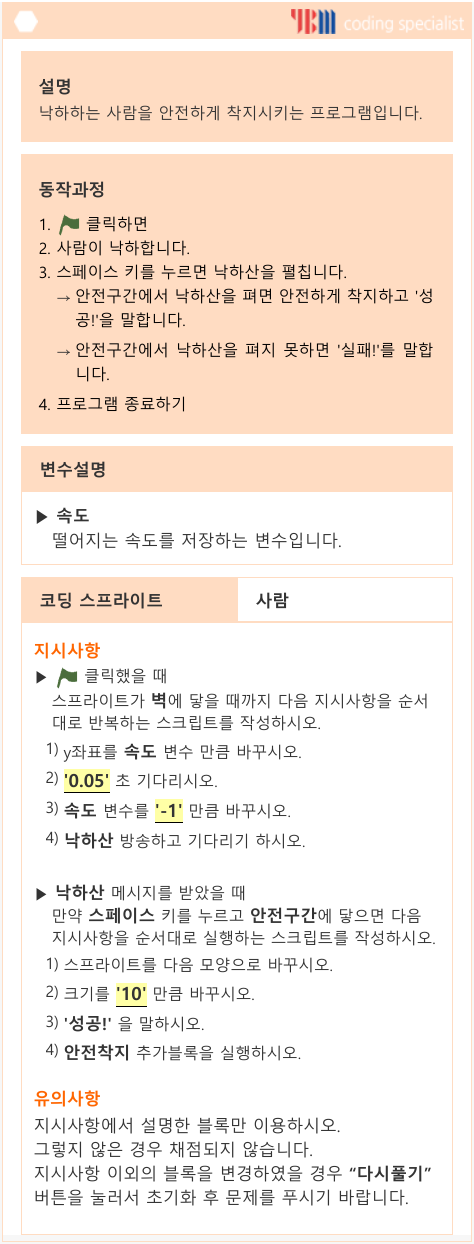 YBM coding specialist
설명
낙하하는 사람을 안전하게 착지시키는 프로그램입니다.
동작과정
1. 클릭하면
2. 사람이 낙하합니다.
3. 스페이스 키를 누르면 낙하산을 펼칩니다.
→ 안전구간에서 낙하산을 펴면 안전하게 착지하고 '성
공!'을 말합니다.
→ 안전구간에서 낙하산을 펴지 못하면 '실패!'를 말합
니다.
4. 프로그램 종료하기
변수설명
▶ 속도
떨어지는 속도를 저장하는 변수입니다.
코딩 스프라이트 사람
지시사항
▶ 클릭했을 때
스프라이트가 벽에 닿을 때까지 다음 지시사항을 순서
대로 반복하는 스크립트를 작성하시오.
1) y좌표를 속도 변수 만큼 바꾸시오.
2) '0.05' 초 기다리시오.
3) 속도 변수를 '-1' 만큼 바꾸시오.
4) 낙하산 방송하고 기다리기 하시오.
▶ 낙하산 메시지를 받았을 때
만약 스페이스 키를 누르고 안전구간에 닿으면 다음
지시사항을 순서대로 실행하는 스크립트를 작성하시오.
1) 스프라이트를 다음 모양으로 바꾸시오.
2) 크기를 '10' 만큼 바꾸시오.
3) '성공!' 을 말하시오.
4) 안전착지 추가블록을 실행하시오.
유의사항
지시사항에서 설명한 블록만 이용하시오.
그렇지 않은 경우 채점되지 않습니다.
지시사항 이외의 블록을 변경하였을 경우 “다시풀기”
버튼을 눌러서 초기화 후 문제를 푸시기 바랍니다.